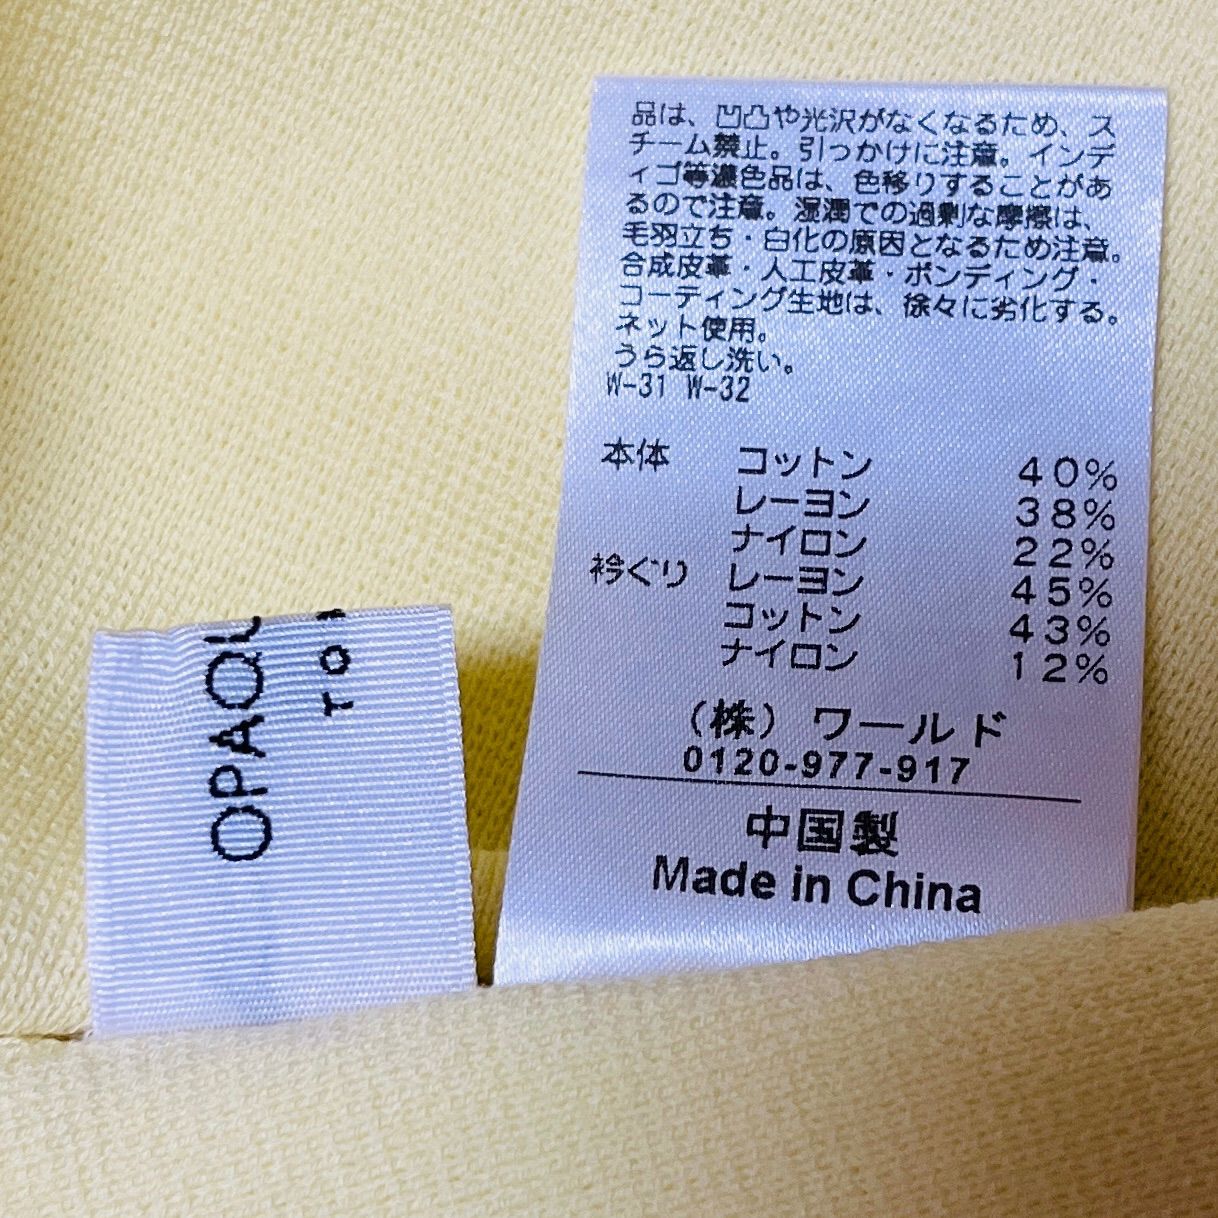 品は、凹凸や光沢がなくなるため、ス
チーム禁止。引っかけに注意。インデ
ィゴ等濃色品は、色移りすることがあ
るので注意。湿潤での過剰な摩擦は、
毛羽立ち・白化の原因となるため注意。
合成皮革・人工皮革・ボンディング・
コーティング生地は、徐々に劣化する。
ネット使用。
うら返し洗い。
W-31 W-32
本体 コットン 40%
レーヨン 38%
ナイロン 22%
衿ぐり レーヨン 45%
コットン 43%
ナイロン 12%
(株) ワールド
0120-977-917
中国製
Made in China
OPAQU
TO